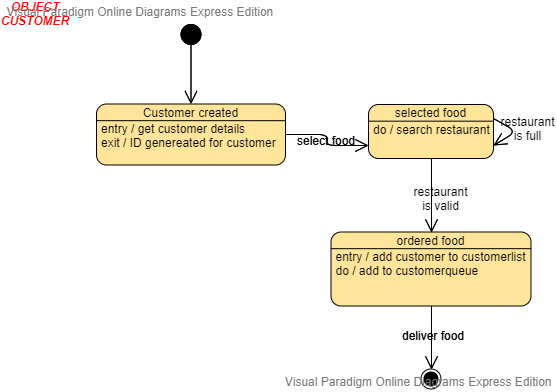 OBJECT
CUSTOMER
Visual Paradigm Online Diagrams Express Edition
Customer created
entry / get customer details
exit / ID genereated for customer
select food
selected food
do / search restaurant
restaurant
is full
restaurant
is valid
ordered food
entry / add customer to customerlist
do / add to customerqueue
deliver food
Visual Paradigm Online Diagrams Express Edition